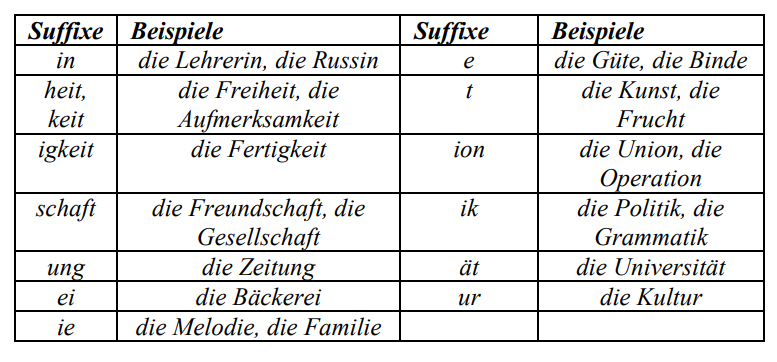 Suffixe Beispiele Suffixe Beispiele
in die Lehrerin, die Russin e die Güte, die Binde
heit, die Freiheit, die t die Kunst, die
keit Aufmerksamkeit Frucht
igkeit die Fertigkeit ion die Union, die
Operation
schaft die Freundschaft, die ik die Politik, die
Gesellschaft Grammatik
ung die Zeitung ät die Universität
ei die Bäckerei ur die Kultur
ie die Melodie, die Familie